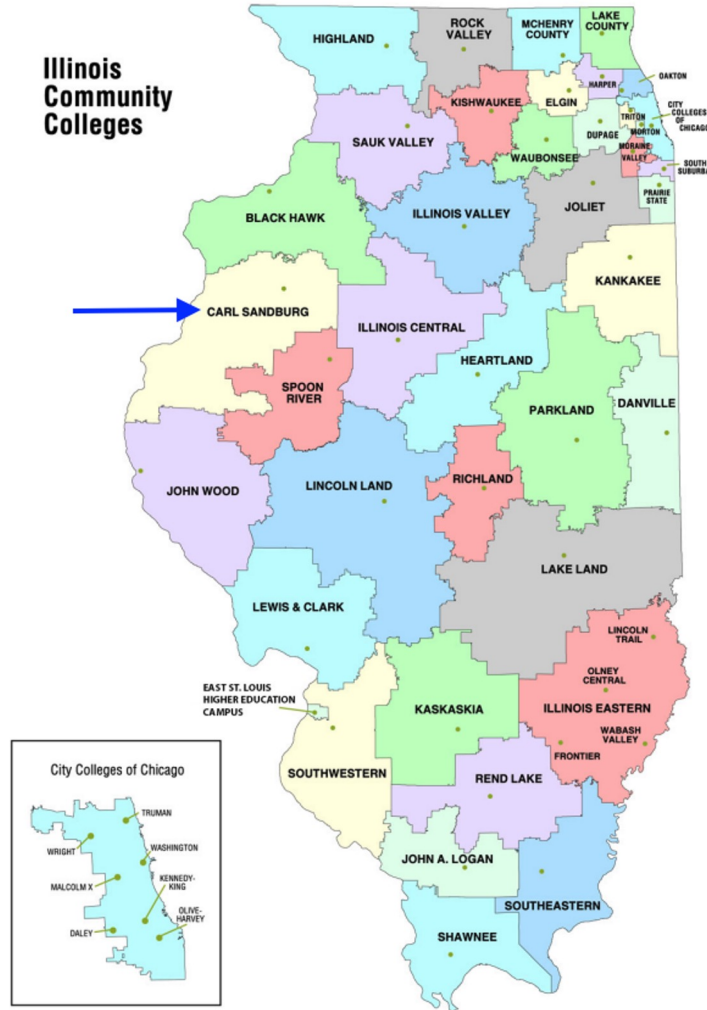 Illinois
Community
Colleges
HIGHLAND
ROCK
VALLEY
MCHENRY
COUNTY
LAKE
COUNTY
KISHWAUKEE
ELGIN
HARPER
OAKTON
SAUK VALLEY
WAUBONSEE
DUPAGE
TRITON
MORTON
CITY
COLLEGES
OF
CHICAGO
MORAINE
VALLEY
SOUTH
PRAIRIE
STATE
BLACK HAWK
ILLINOIS VALLEY
JOLIET
KANKAKEE
CARL SANDBURG
ILLINOIS CENTRAL
HEARTLAND
SPOON
RIVER
PARKLAND
DANVILLE
JOHN WOOD
LINCOLN LAND
RICHLAND
LAKE LAND
LEWIS & CLARK
LINCOLN
TRAIL
OLNEY
CENTRAL
EAST ST. LOUIS
HIGHER EDUCATION
CAMPUS
KASKASKIA
ILLINOIS EASTERN
WABASH
VALLEY
FRONTIER
SOUTHWESTERN
REND LAKE
JOHN A. LOGAN
SOUTHEASTERN
SHAWNEE
City Colleges of Chicago
TRUMAN
WRIGHT
WASHINGTON
MALCOLM X
KENNEDY-
KING
OLIVE-
HARVEY
DALEY